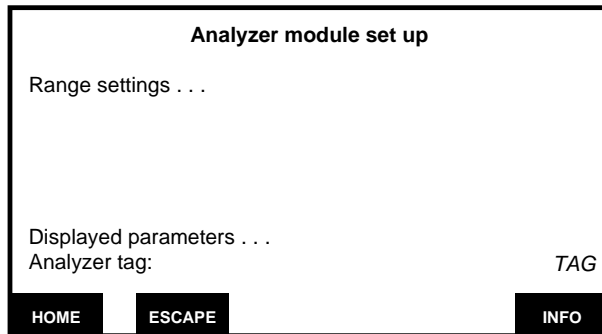 Analyzer module set up
Range settings . . .
Displayed parameters . . .
Analyzer tag: TAG
HOME ESCAPE INFO